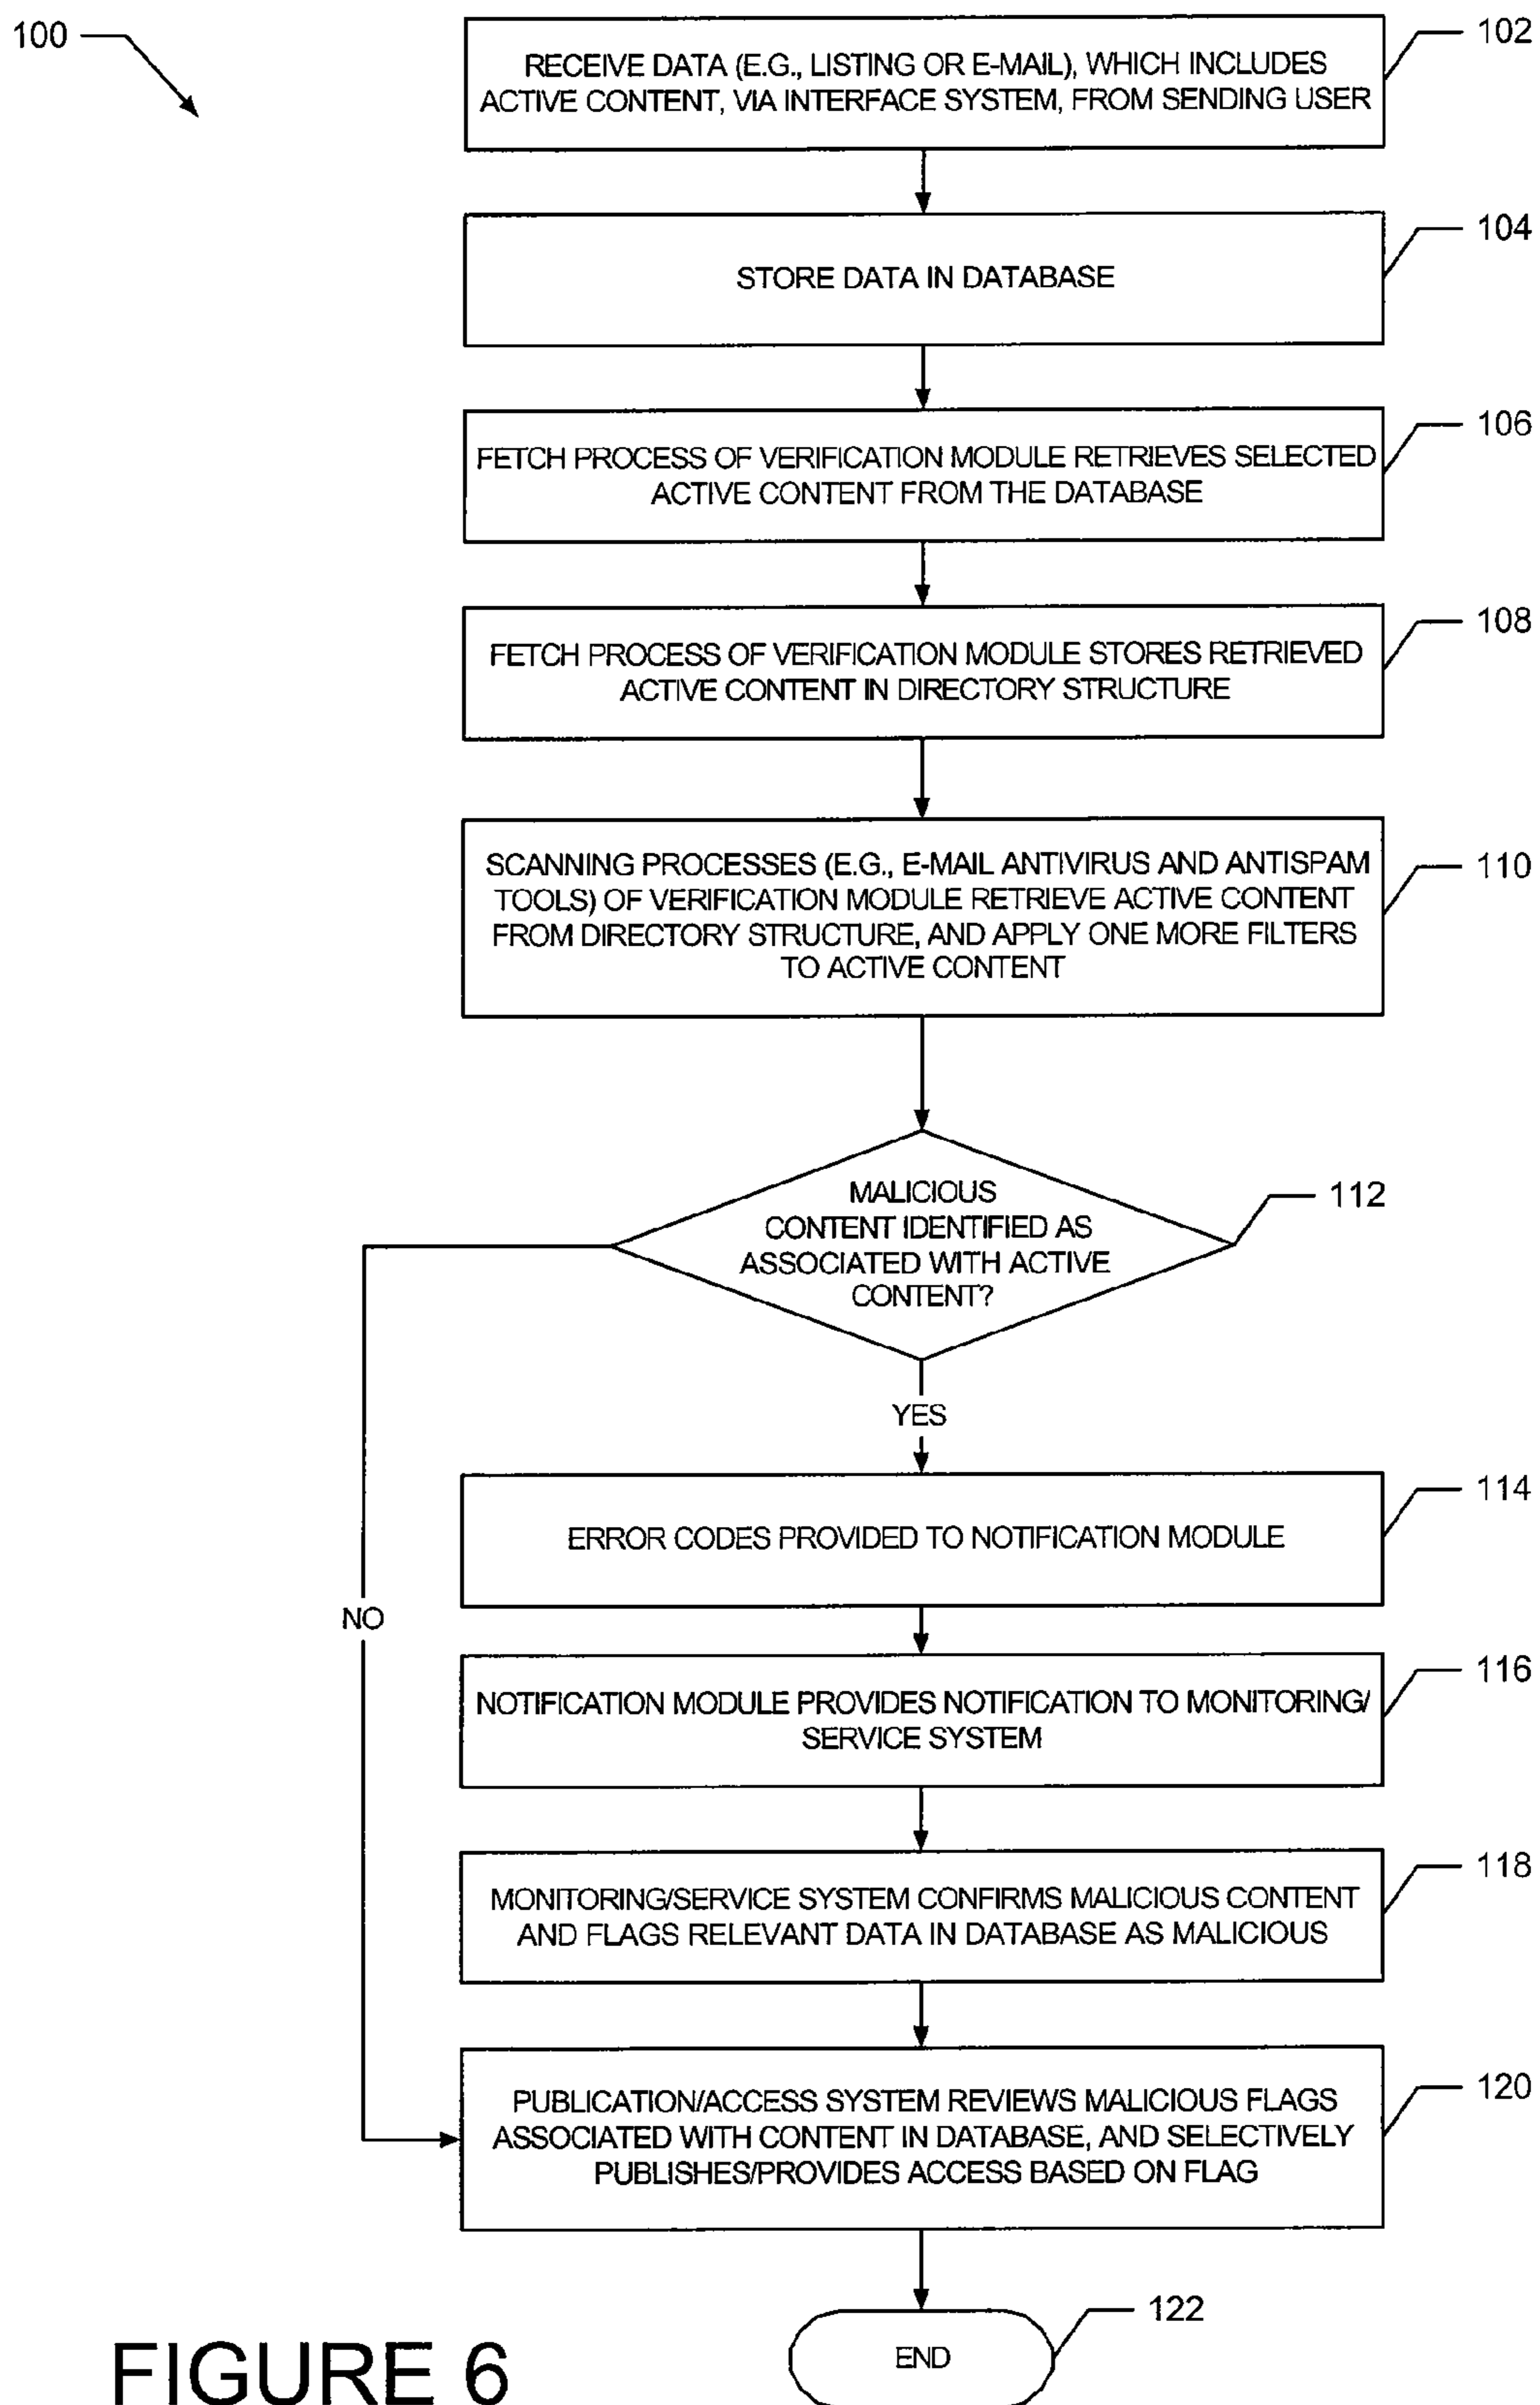 100
102
RECEIVE DATA (E.G., LISTING OR E-MAIL), WHICH INCLUDES
ACTIVE CONTENT, VIA INTERFACE SYSTEM, FROM SENDING USER
104
STORE DATA IN DATABASE
106
FETCH PROCESS OF VERIFICATION MODULE RETRIEVES SELECTED
ACTIVE CONTENT FROM THE DATABASE
108
FETCH PROCESS OF VERIFICATION MODULE STORES RETRIEVED
ACTIVE CONTENT IN DIRECTORY STRUCTURE
110
SCANNING PROCESSES (E.G., E-MAIL ANTIVIRUS AND ANTISPAM
TOOLS) OF VERIFICATION MODULE RETRIEVE ACTIVE CONTENT
FROM DIRECTORY STRUCTURE, AND APPLY ONE MORE FILTERS
TO ACTIVE CONTENT
112
MALICIOUS
CONTENT IDENTIFIED AS
ASSOCIATED WITH ACTIVE
CONTENT?
YES
114
ERROR CODES PROVIDED TO NOTIFICATION MODULE
NO
116
NOTIFICATION MODULE PROVIDES NOTIFICATION TO MONITORING/
SERVICE SYSTEM
118
MONITORING/SERVICE SYSTEM CONFIRMS MALICIOUS CONTENT
AND FLAGS RELEVANT DATA IN DATABASE AS MALICIOUS
120
PUBLICATION/ACCESS SYSTEM REVIEWS MALICIOUS FLAGS
ASSOCIATED WITH CONTENT IN DATABASE, AND SELECTIVELY
PUBLISHES/PROVIDES ACCESS BASED ON FLAG
122
END
FIGURE 6